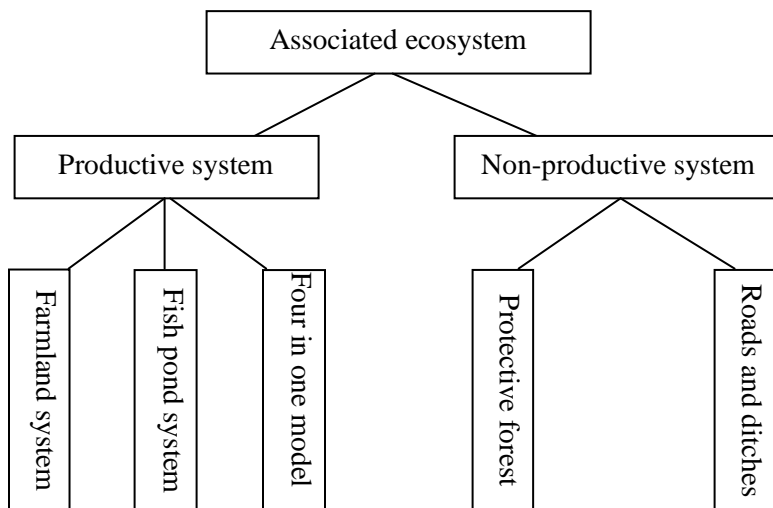 Associated ecosystem
Productive system
Non-productive system
Farmland system
Fish pond system
Four in one model
Protective forest
Roads and ditches